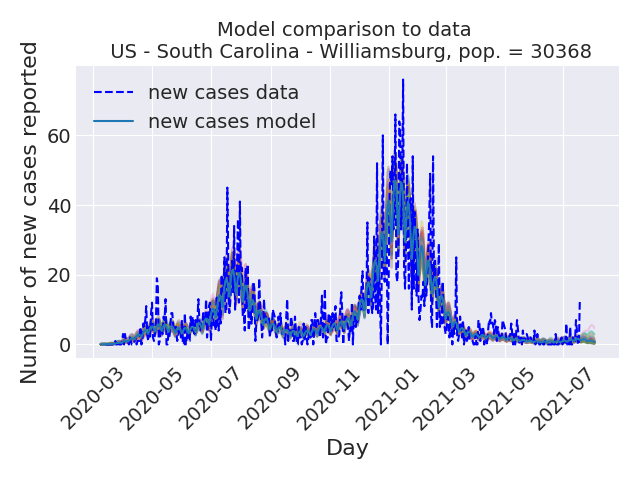 Model comparison to data
US - South Carolina - Williamsburg, pop. = 30368
new cases data
new cases model
Number of new cases reported
60
40
20
0
2020-03
2020-05
2020-07
2020-09
2020-11
2021-01
2021-03
2021-05
2021-07
Day